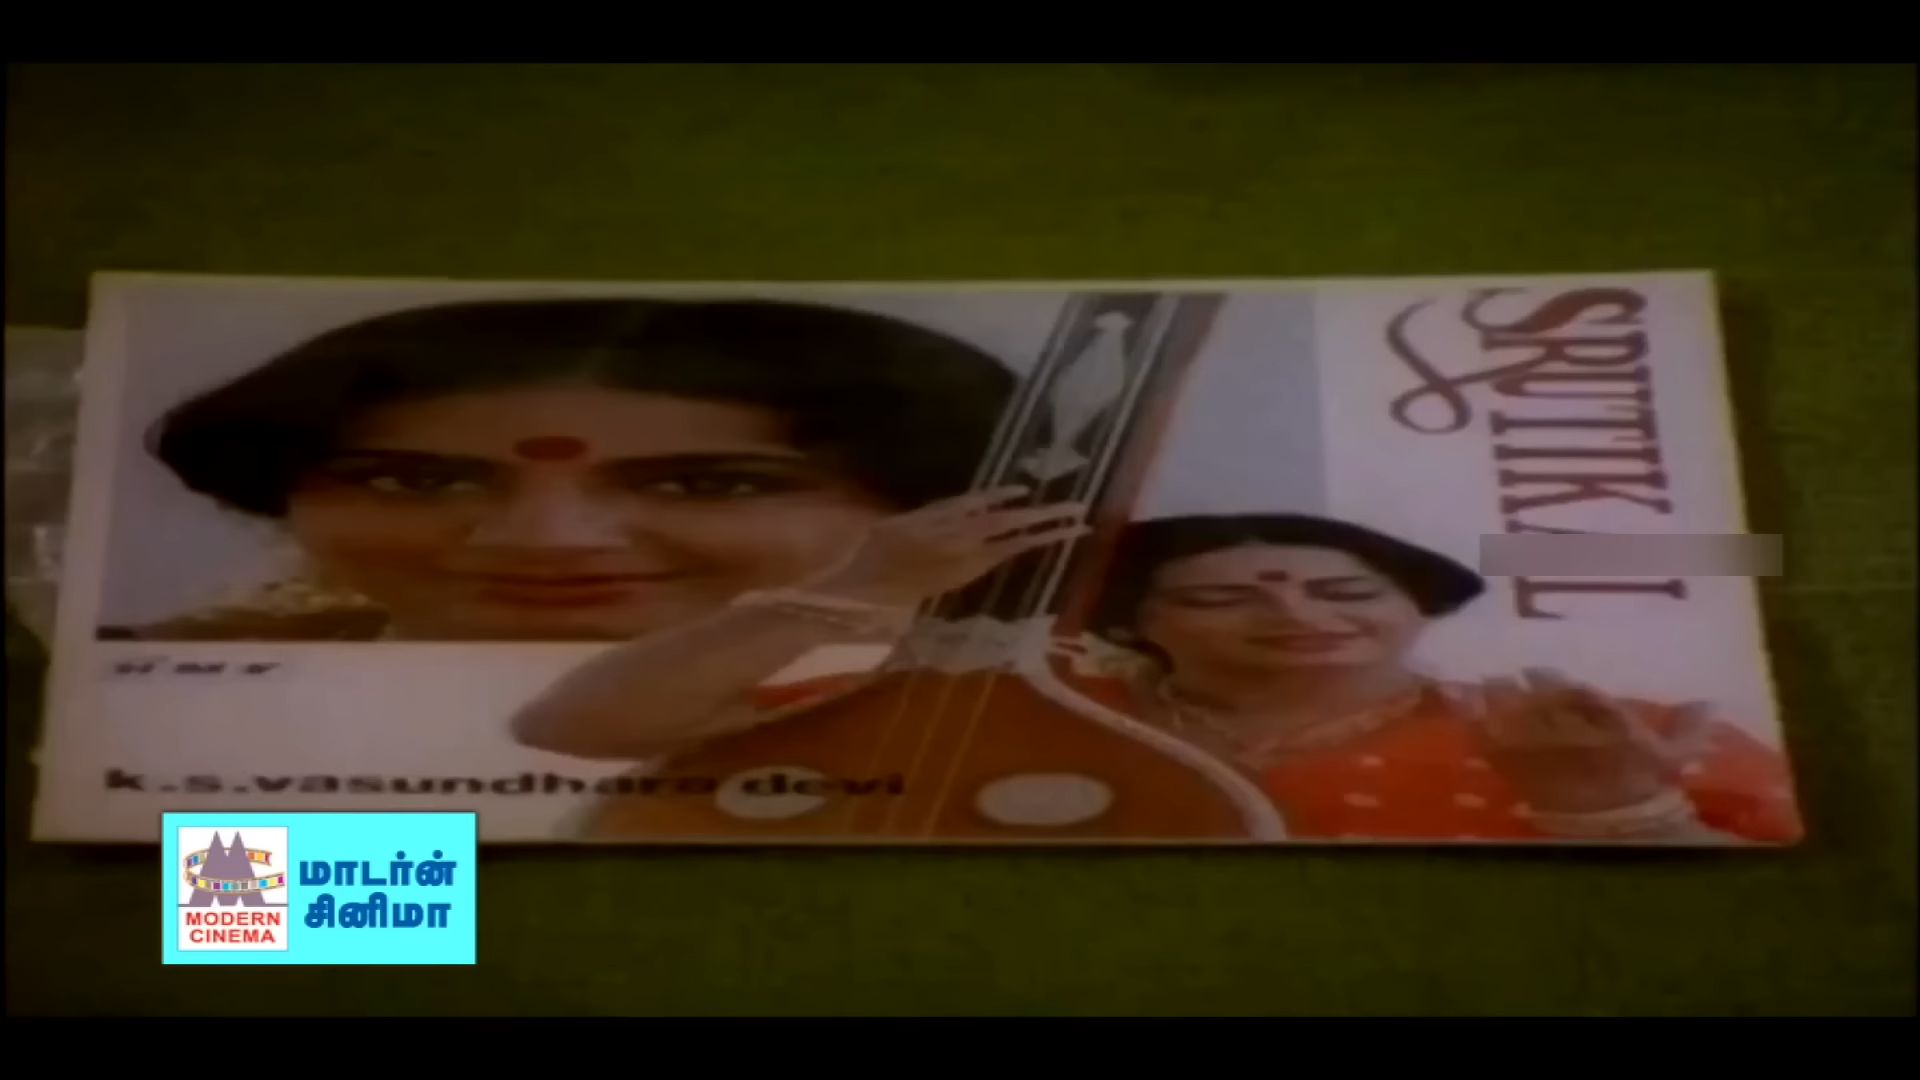 SRUTIKAL
k.s.vasundhara devi
MODERN
CINEMA
மாடர்ன்
சினிமா